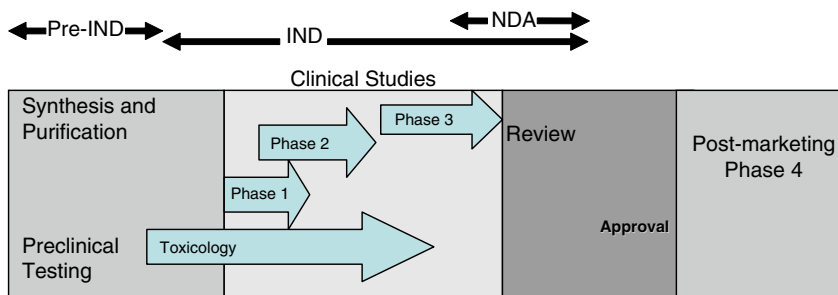 Pre-IND
IND
NDA
Clinical Studies
Synthesis and
Purification
Phase 3
Phase 2
Phase 1
Toxicology
Preclinical
Testing
Review
Approval
Post-marketing
Phase 4